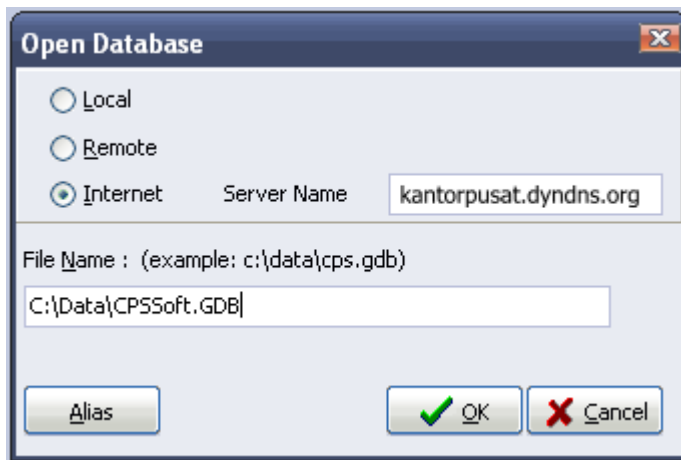 Open Database
Local
Remote
Internet Server Name kantorpusat.dyndns.org
File Name : (example: c:\data\cps.gdb)
C:\Data\CPSSoft.GDB
Alias OK Cancel